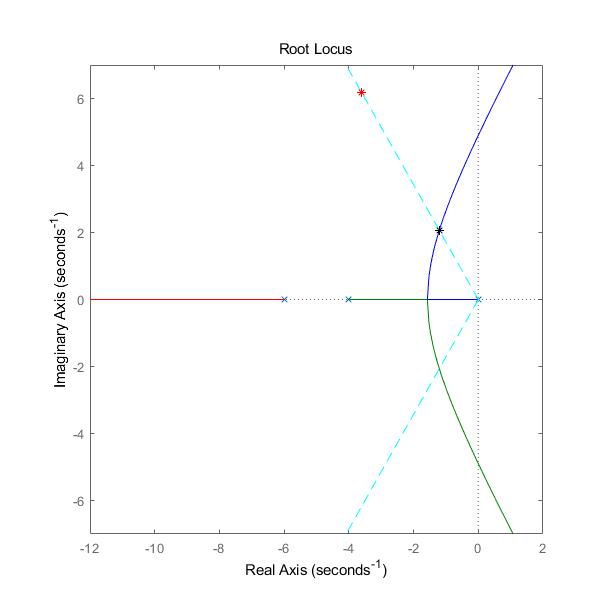 Root Locus
6
4
2
0
-2
-4
-6
Imaginary Axis (seconds-1)
-12 -10 -8 -6 -4 -2 0 2
Real Axis (seconds-1)